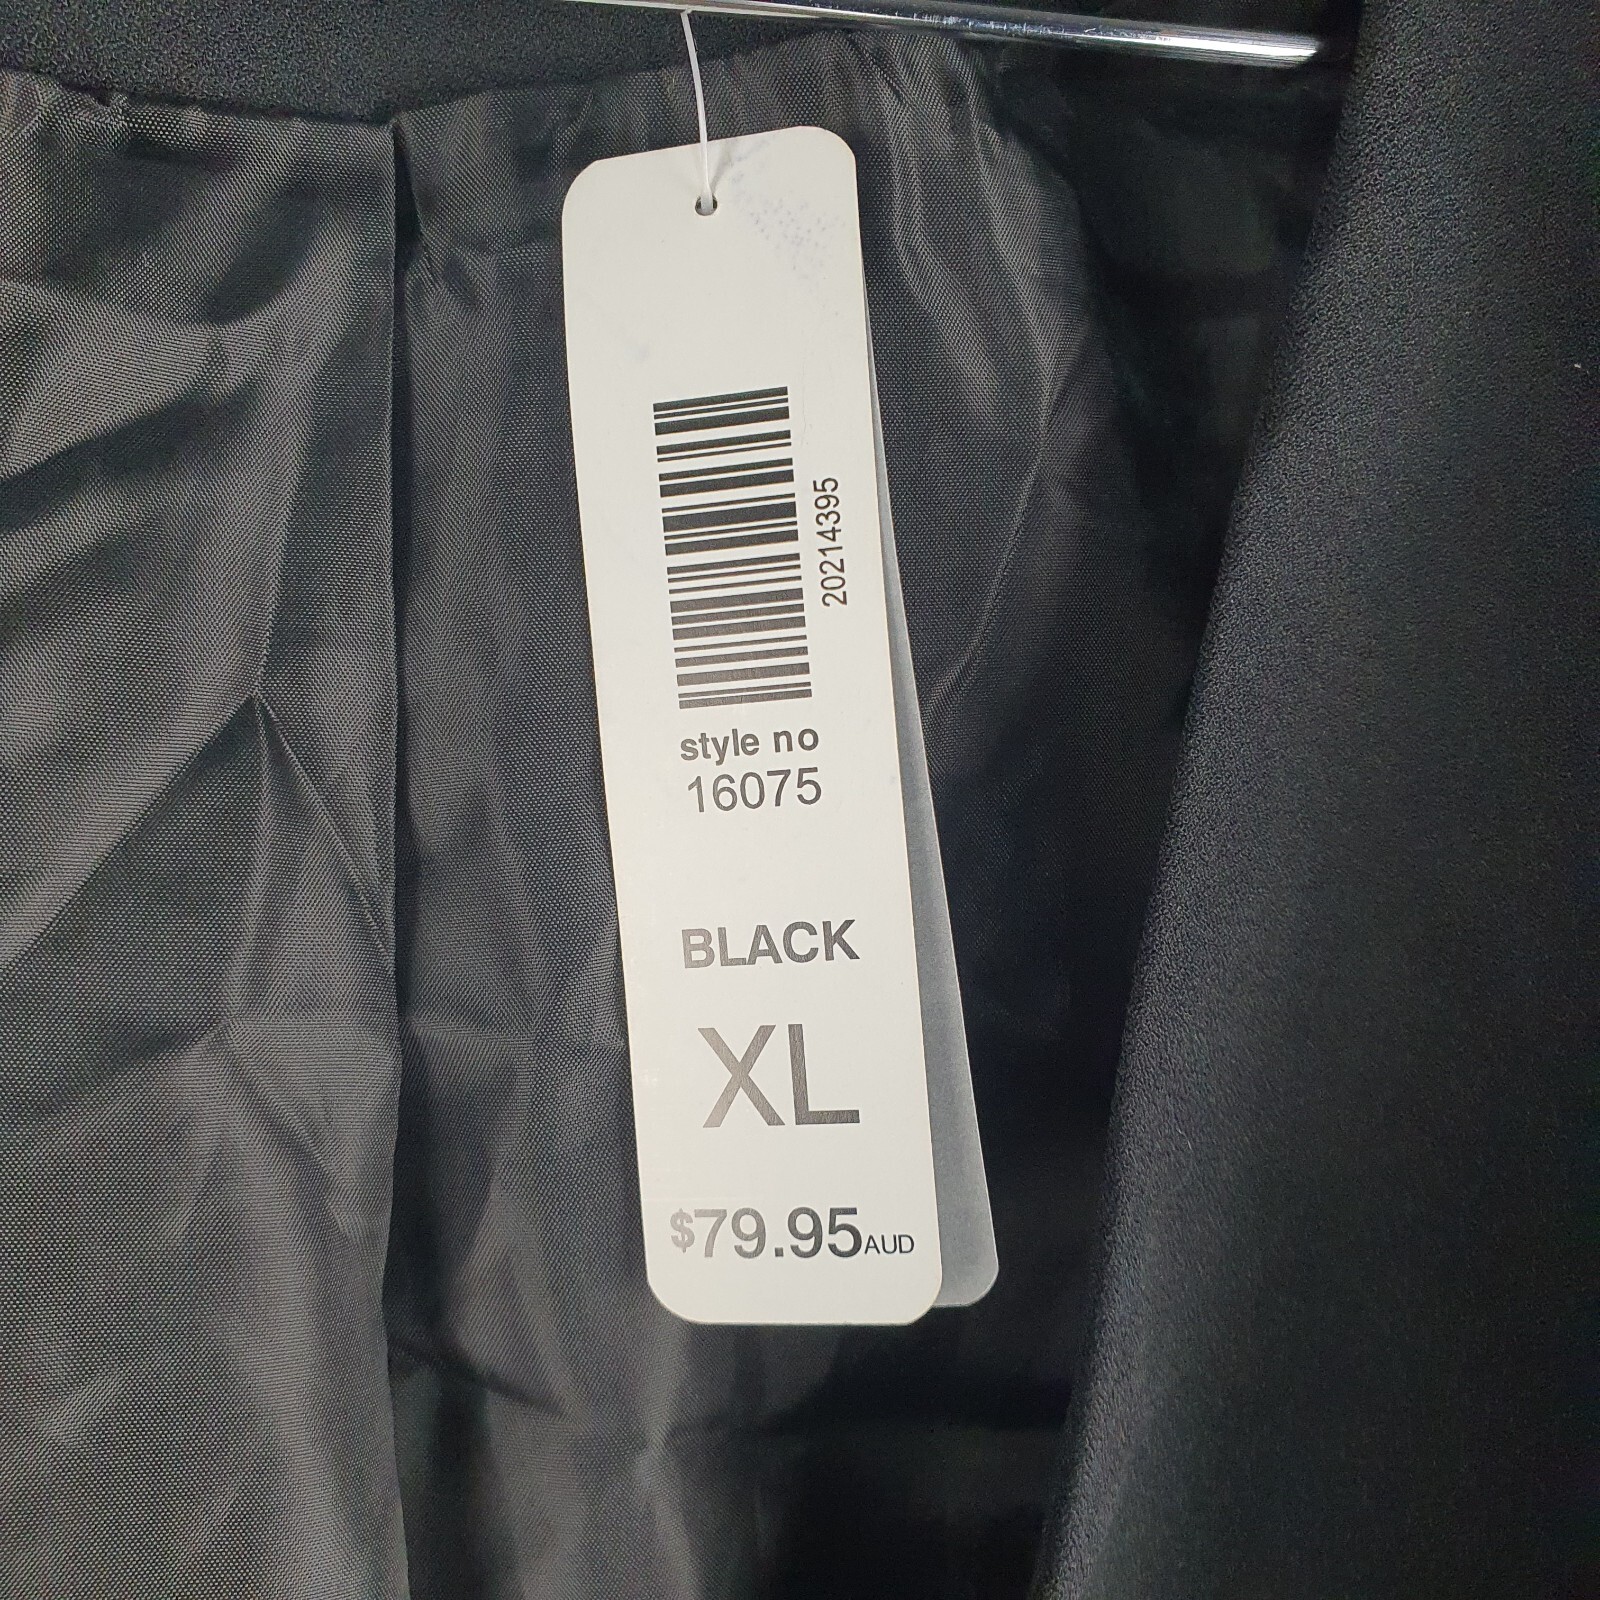 20214395
style no
16075
BLACK
XL
$79.95AUD